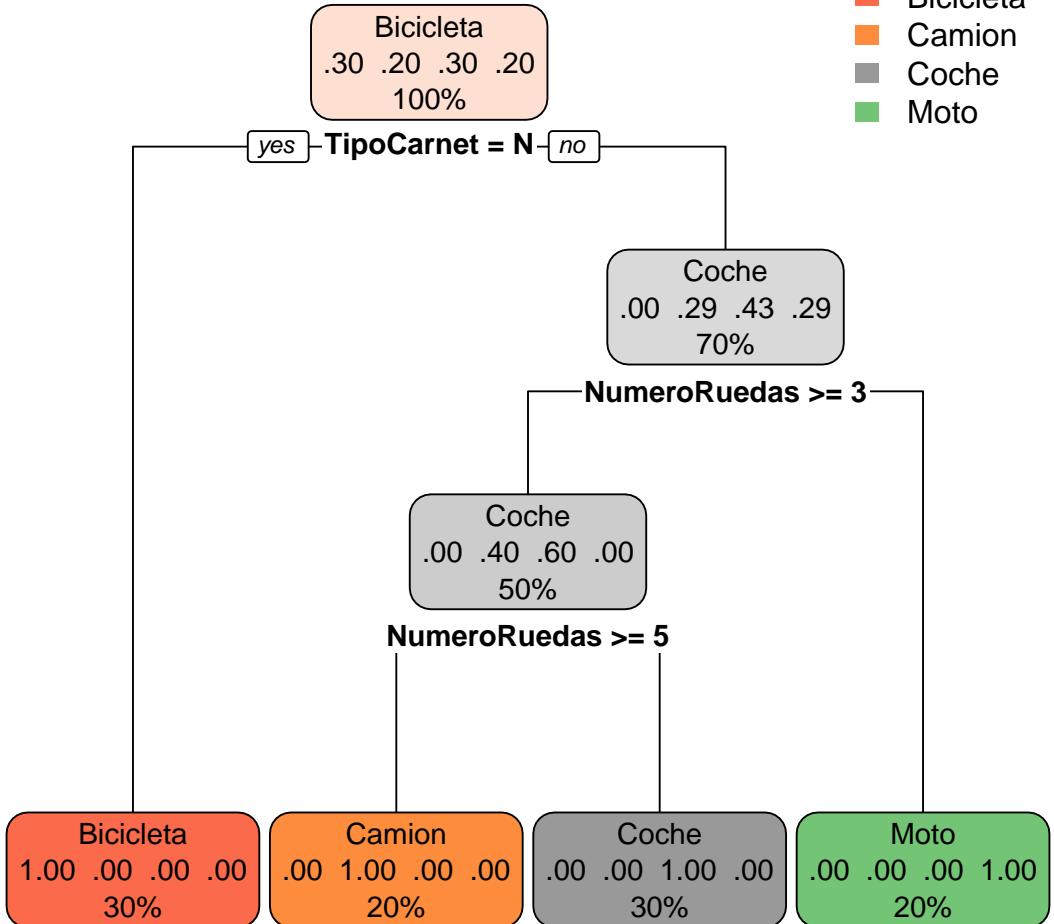 Bicicleta
Camion
Coche
Moto
Bicicleta
.30 .20 .30 .20
100%
yes TipoCarnet = N no
Coche
.00 .29 .43 .29
70%
NumeroRuedas >= 3
Coche
.00 .40 .60 .00
50%
NumeroRuedas >= 5
Bicicleta
1.00 .00 .00 .00
30%
Camion
.00 1.00 .00 .00
20%
Coche
.00 .00 1.00 .00
30%
Moto
.00 .00 .00 1.00
20%